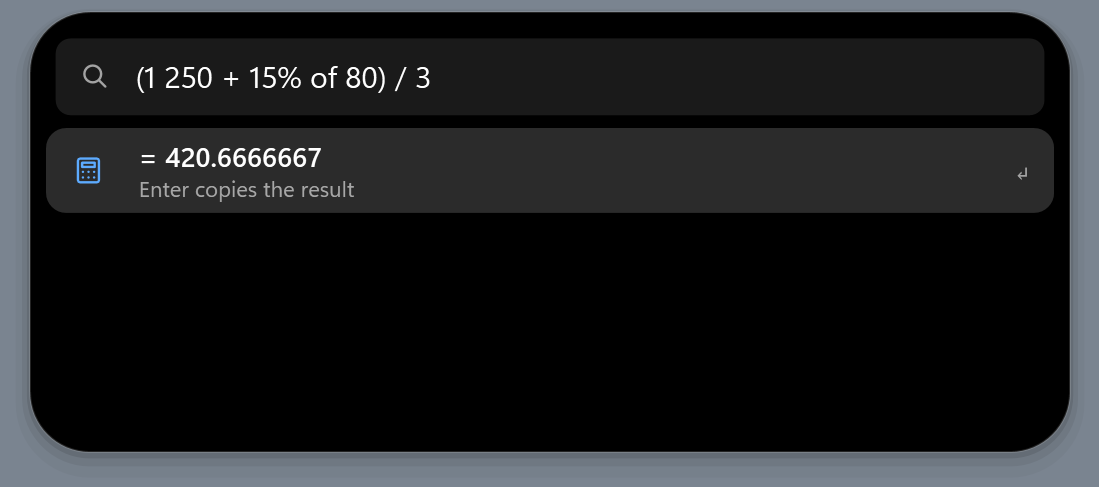 (1 250 + 15% of 80) / 3
= 420.6666667
Enter copies the result